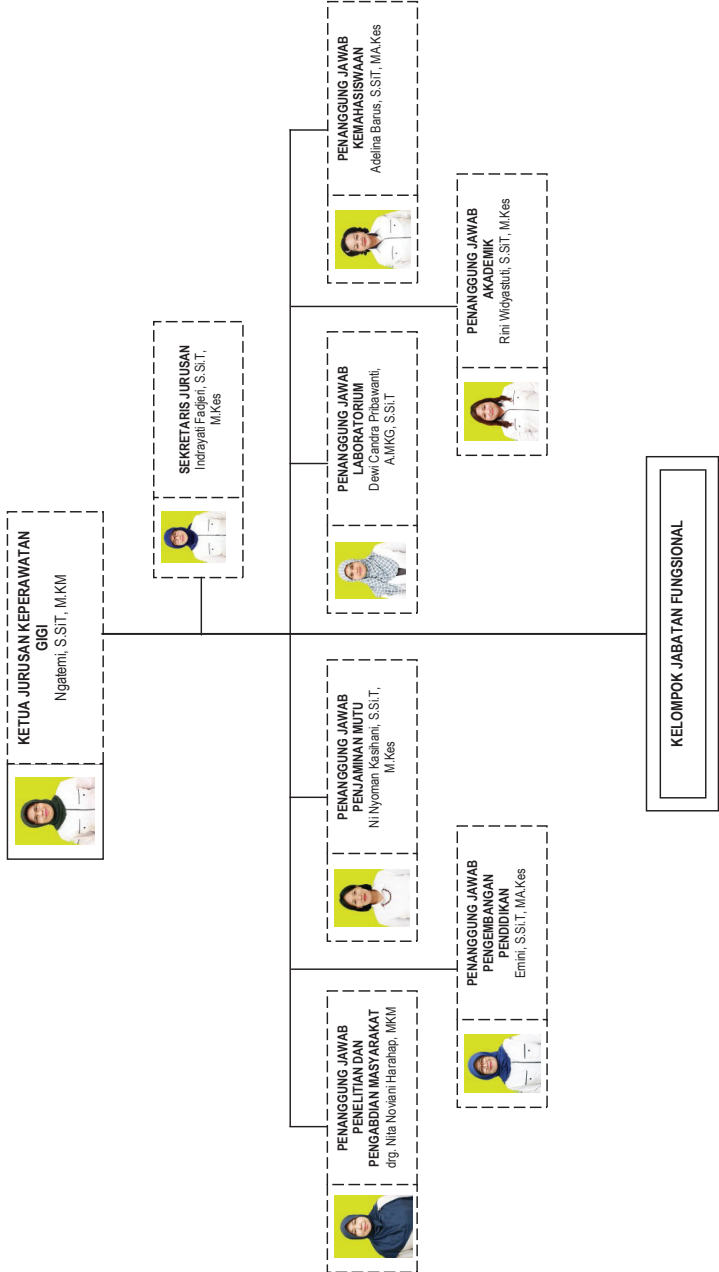 KETUA JURUSAN KEPERAWATAN
GIGI
Ngatemi, S.SiT, M.KM
SEKRETARIS JURUSAN
Indrayati Fadjeri, S.Si.T,
M.Kes
PENANGGUNG JAWAB
PENELITIAN DAN
PENGABDIAN MASYARAKAT
drg. Nita Noviani Harahap, MKM
PENANGGUNG JAWAB
PENJAMINAN MUTU
Ni Nyoman Kasihani, S.Si.T,
M.Kes
PENANGGUNG JAWAB
LABORATORIUM
Dewi Candra Pribawanti,
A.MKG, S.Si.T
PENANGGUNG JAWAB
KEMAHASISWAAN
Adelina Barus, S.SiT, MA.Kes
PENANGGUNG JAWAB
PENGEMBANGAN
PENDIDIKAN
Emini, S.Si.T, MA.Kes
PENANGGUNG JAWAB
AKADEMIK
Rini Widyastuti, S.SiT, M.Kes
KELOMPOK JABATAN FUNGSIONAL